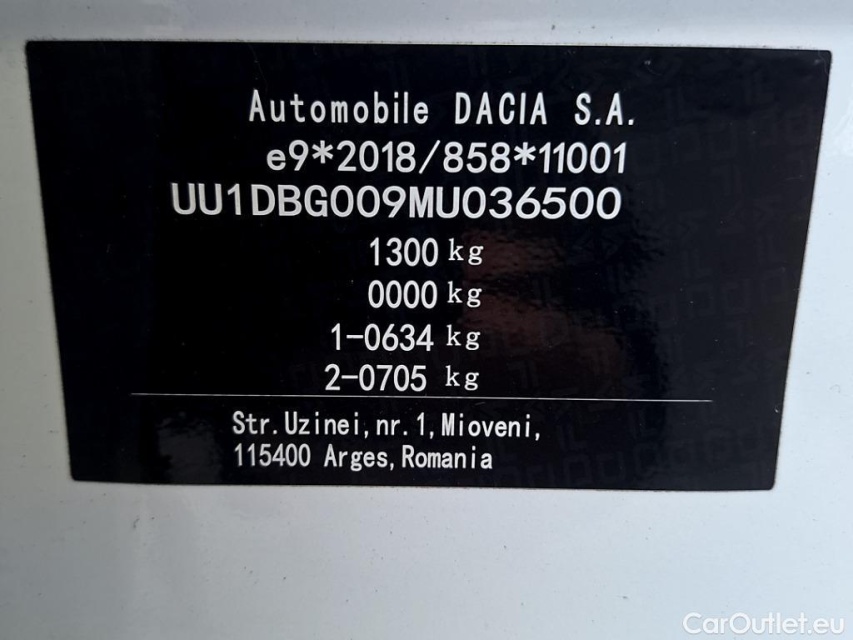 Automobile DACIA S.A.
e9*2018/858*11001
UU1DBG009MU036500
1300 kg
0000 kg
1-0634 kg
2-0705 kg
Str.Uzinei,nr.1,Mioveni,
115400 Arges,Romania
CarOutlet.eu